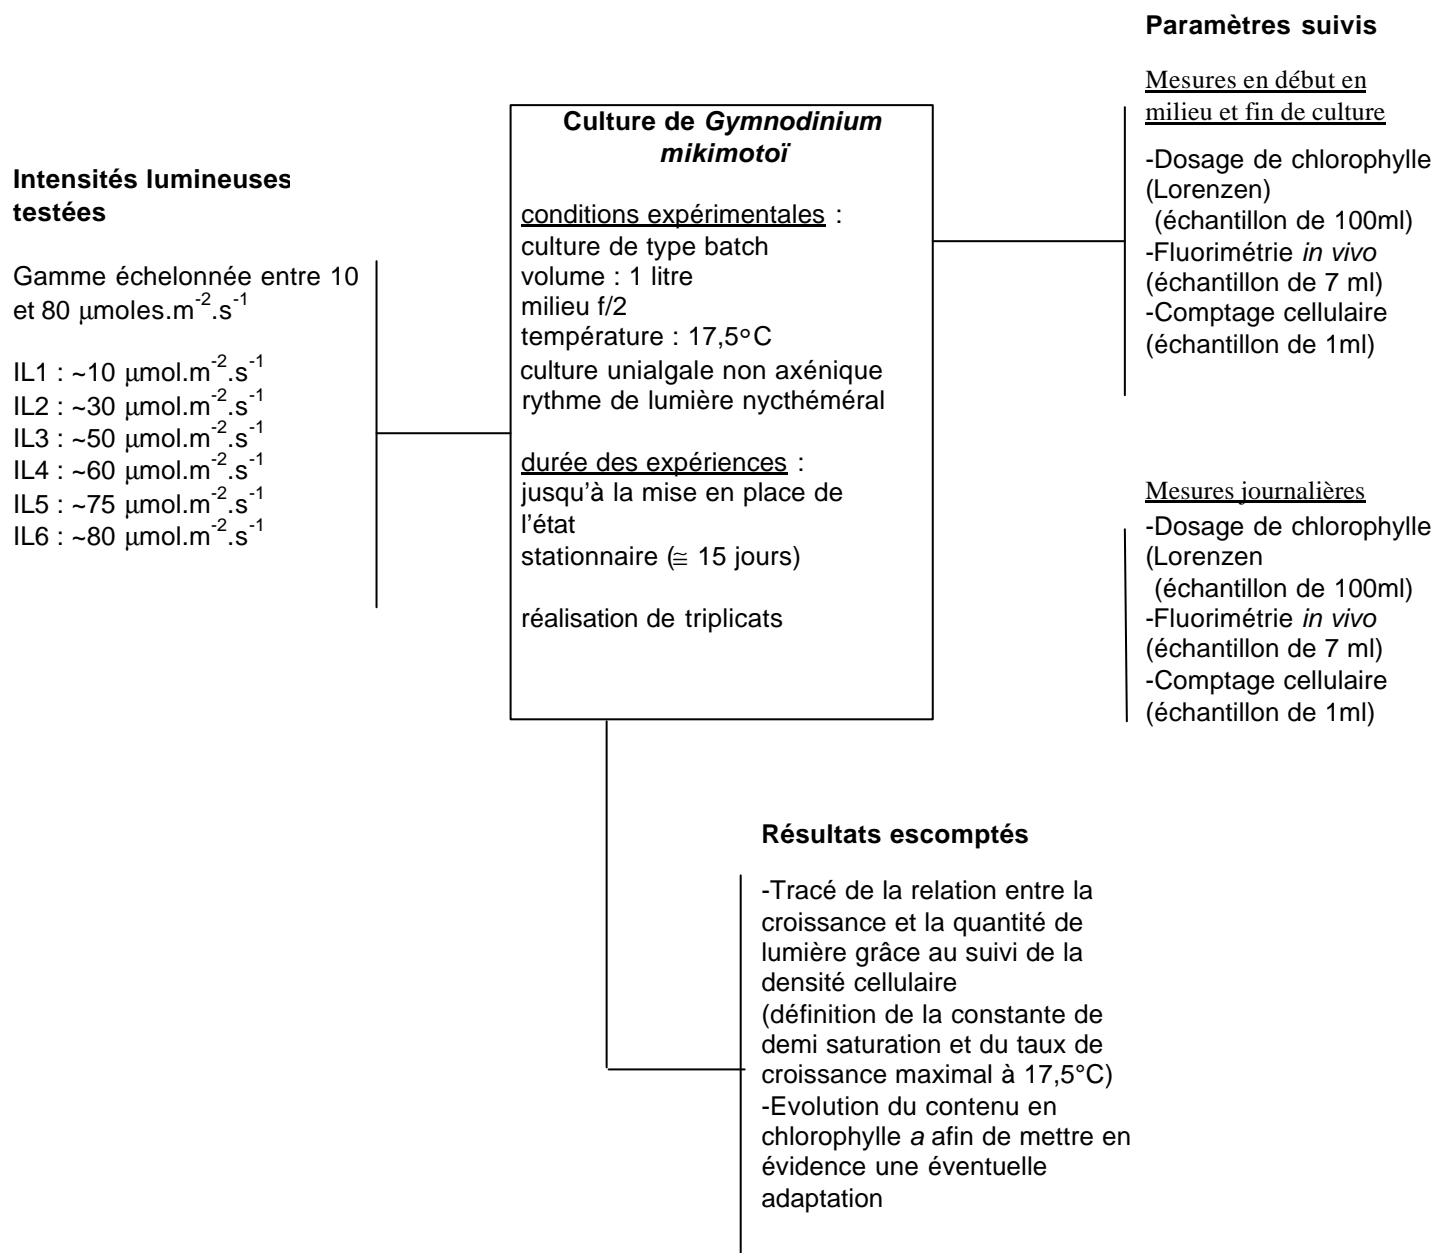 Intensités lumineuses
testées
Gamme échelonnée entre 10
et 80 μmoles.m⁻².s⁻¹
IL1 : ~10 μmol.m⁻².s⁻¹
IL2 : ~30 μmol.m⁻².s⁻¹
IL3 : ~50 μmol.m⁻².s⁻¹
IL4 : ~60 μmol.m⁻².s⁻¹
IL5 : ~75 μmol.m⁻².s⁻¹
IL6 : ~80 μmol.m⁻².s⁻¹
Culture de Gymnodinium
mikimotoï
conditions expérimentales :
culture de type batch
volume : 1 litre
milieu f/2
température : 17,5°C
culture unialgale non axénique
rythme de lumière nycthéméral
durée des expériences :
jusqu'à la mise en place de
l'état
stationnaire (≅ 15 jours)
réalisation de triplicats
Paramètres suivis
Mesures en début en
milieu et fin de culture
-Dosage de chlorophylle
(Lorenzen)
(échantillon de 100ml)
-Fluorimétrie in vivo
(échantillon de 7 ml)
-Comptage cellulaire
(échantillon de 1ml)
Mesures journalières
-Dosage de chlorophylle
(Lorenzen
(échantillon de 100ml)
-Fluorimétrie in vivo
(échantillon de 7 ml)
-Comptage cellulaire
(échantillon de 1ml)
Résultats escomptés
-Tracé de la relation entre la
croissance et la quantité de
lumière grâce au suivi de la
densité cellulaire
(définition de la constante de
demi saturation et du taux de
croissance maximal à 17,5°C)
-Evolution du contenu en
chlorophylle a afin de mettre en
évidence une éventuelle
adaptation